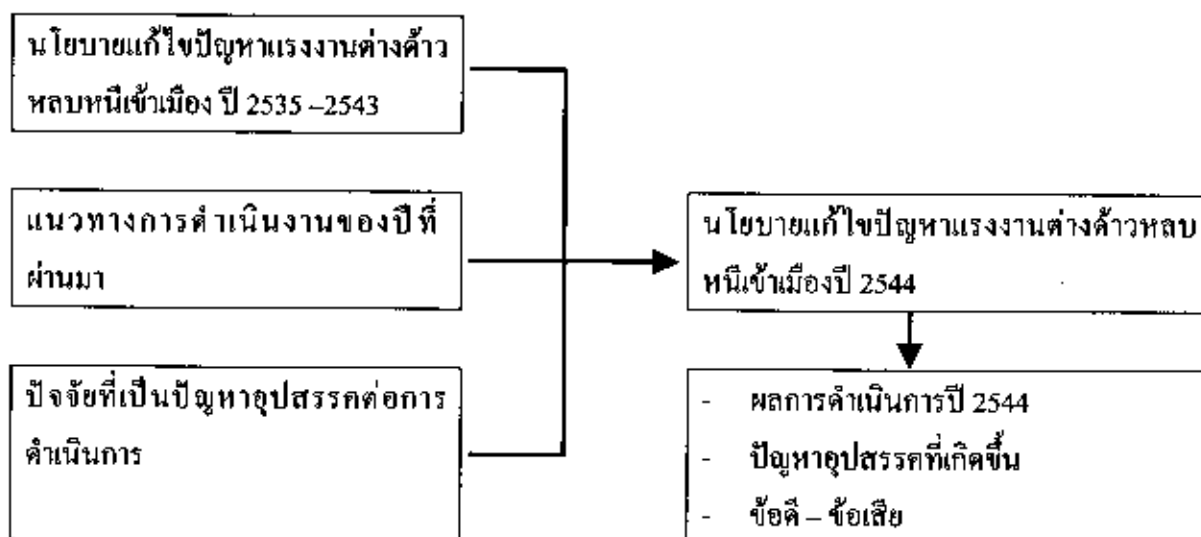 นโยบายแก้ไขปัญหาแรงงานต่างด้าว
หลบหนีเข้าเมือง ปี 2535 –2543
แนวทางการดำเนินงานของปีที่
ผ่านมา
ปัจจัยที่เป็นปัญหาอุปสรรคต่อการ
ดำเนินการ
นโยบายแก้ไขปัญหาแรงงานต่างด้าวหลบ
หนีเข้าเมืองปี 2544
- ผลการดำเนินการปี 2544
- ปัญหาอุปสรรคที่เกิดขึ้น
- ข้อดี – ข้อเสีย